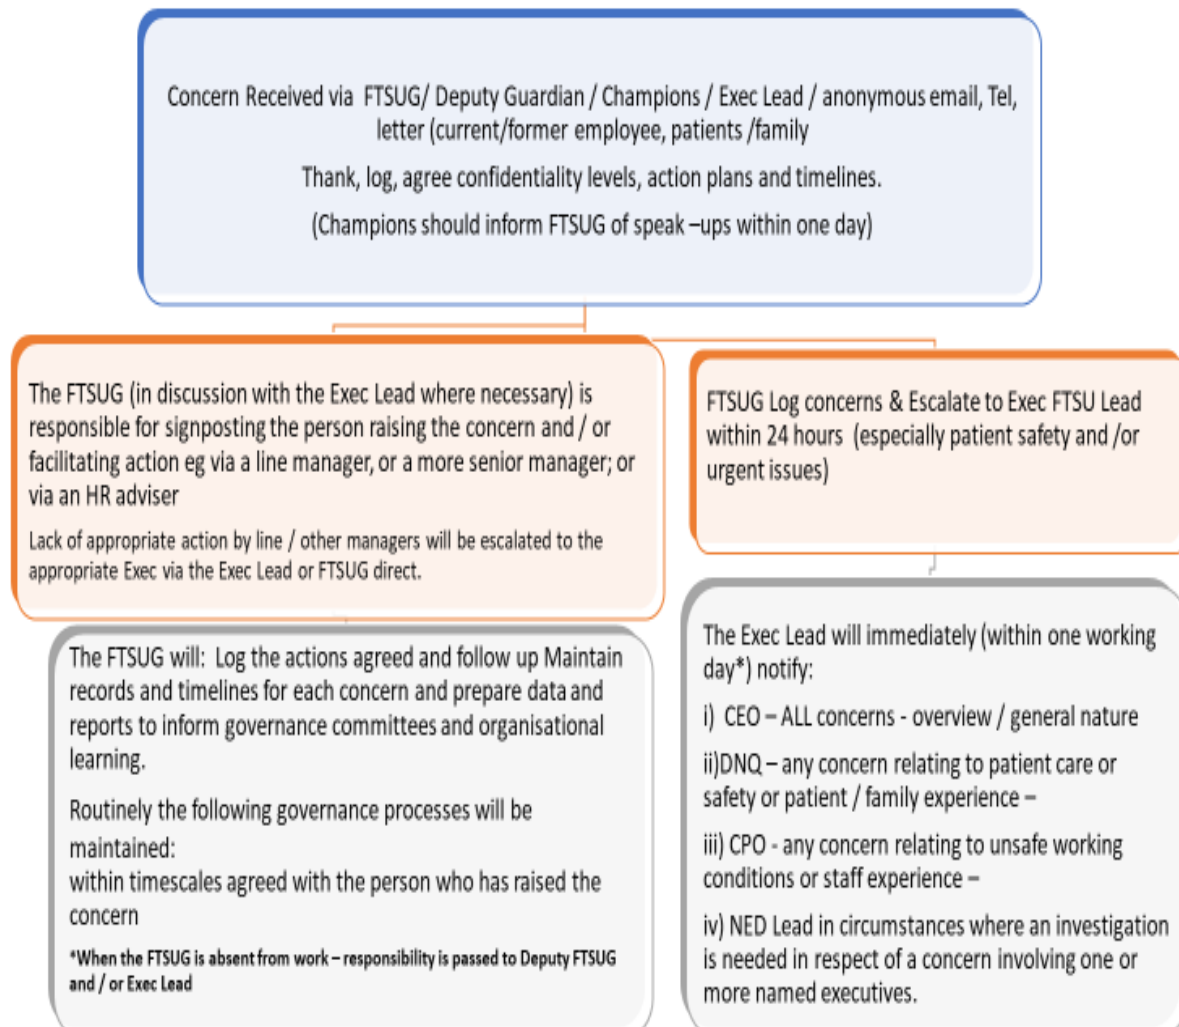 Concern Received via FTSUG/ Deputy Guardian / Champions / Exec Lead / anonymous email, Tel,
letter (current/former employee, patients /family
Thank, log, agree confidentiality levels, action plans and timelines.
(Champions should inform FTSUG of speak –ups within one day)
The FTSUG (in discussion with the Exec Lead where necessary) is
responsible for signposting the person raising the concern and / or
facilitating action eg via a line manager, or a more senior manager; or
via an HR adviser
Lack of appropriate action by line / other managers will be escalated to the
appropriate Exec via the Exec Lead or FTSUG direct.
FTSUG Log concerns & Escalate to Exec FTSU Lead
within 24 hours (especially patient safety and /or
urgent issues)
The FTSUG will: Log the actions agreed and follow up Maintain
records and timelines for each concern and prepare data and
reports to inform governance committees and organisational
learning.
Routinely the following governance processes will be
maintained:
within timescales agreed with the person who has raised the
concern
*When the FTSUG is absent from work – responsibility is passed to Deputy FTSUG
and / or Exec Lead
The Exec Lead will immediately (within one working
day*) notify:
i) CEO – ALL concerns - overview / general nature
ii)DNQ – any concern relating to patient care or
safety or patient / family experience –
iii) CPO - any concern relating to unsafe working
conditions or staff experience –
iv) NED Lead in circumstances where an investigation
is needed in respect of a concern involving one or
more named executives.